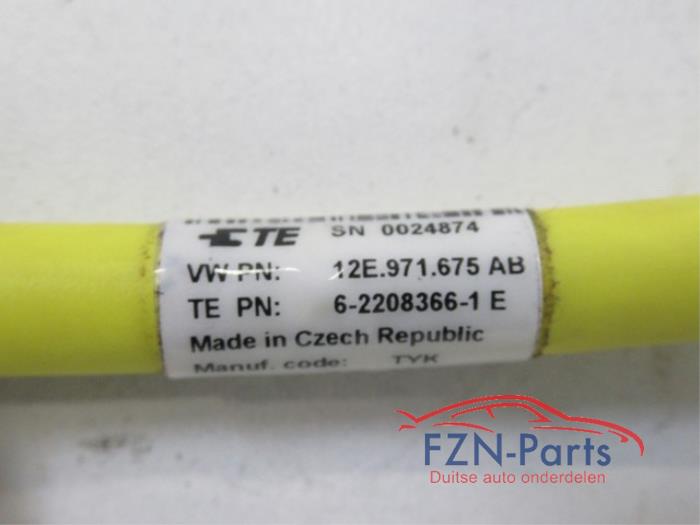 TE SN 0024874
VW PN: 12E.971.675 AB
TE PN: 6-2208366-1 E
Made in Czech Republic
Manuf. code: TYK
FZN-Parts
Duitse auto onderdelen